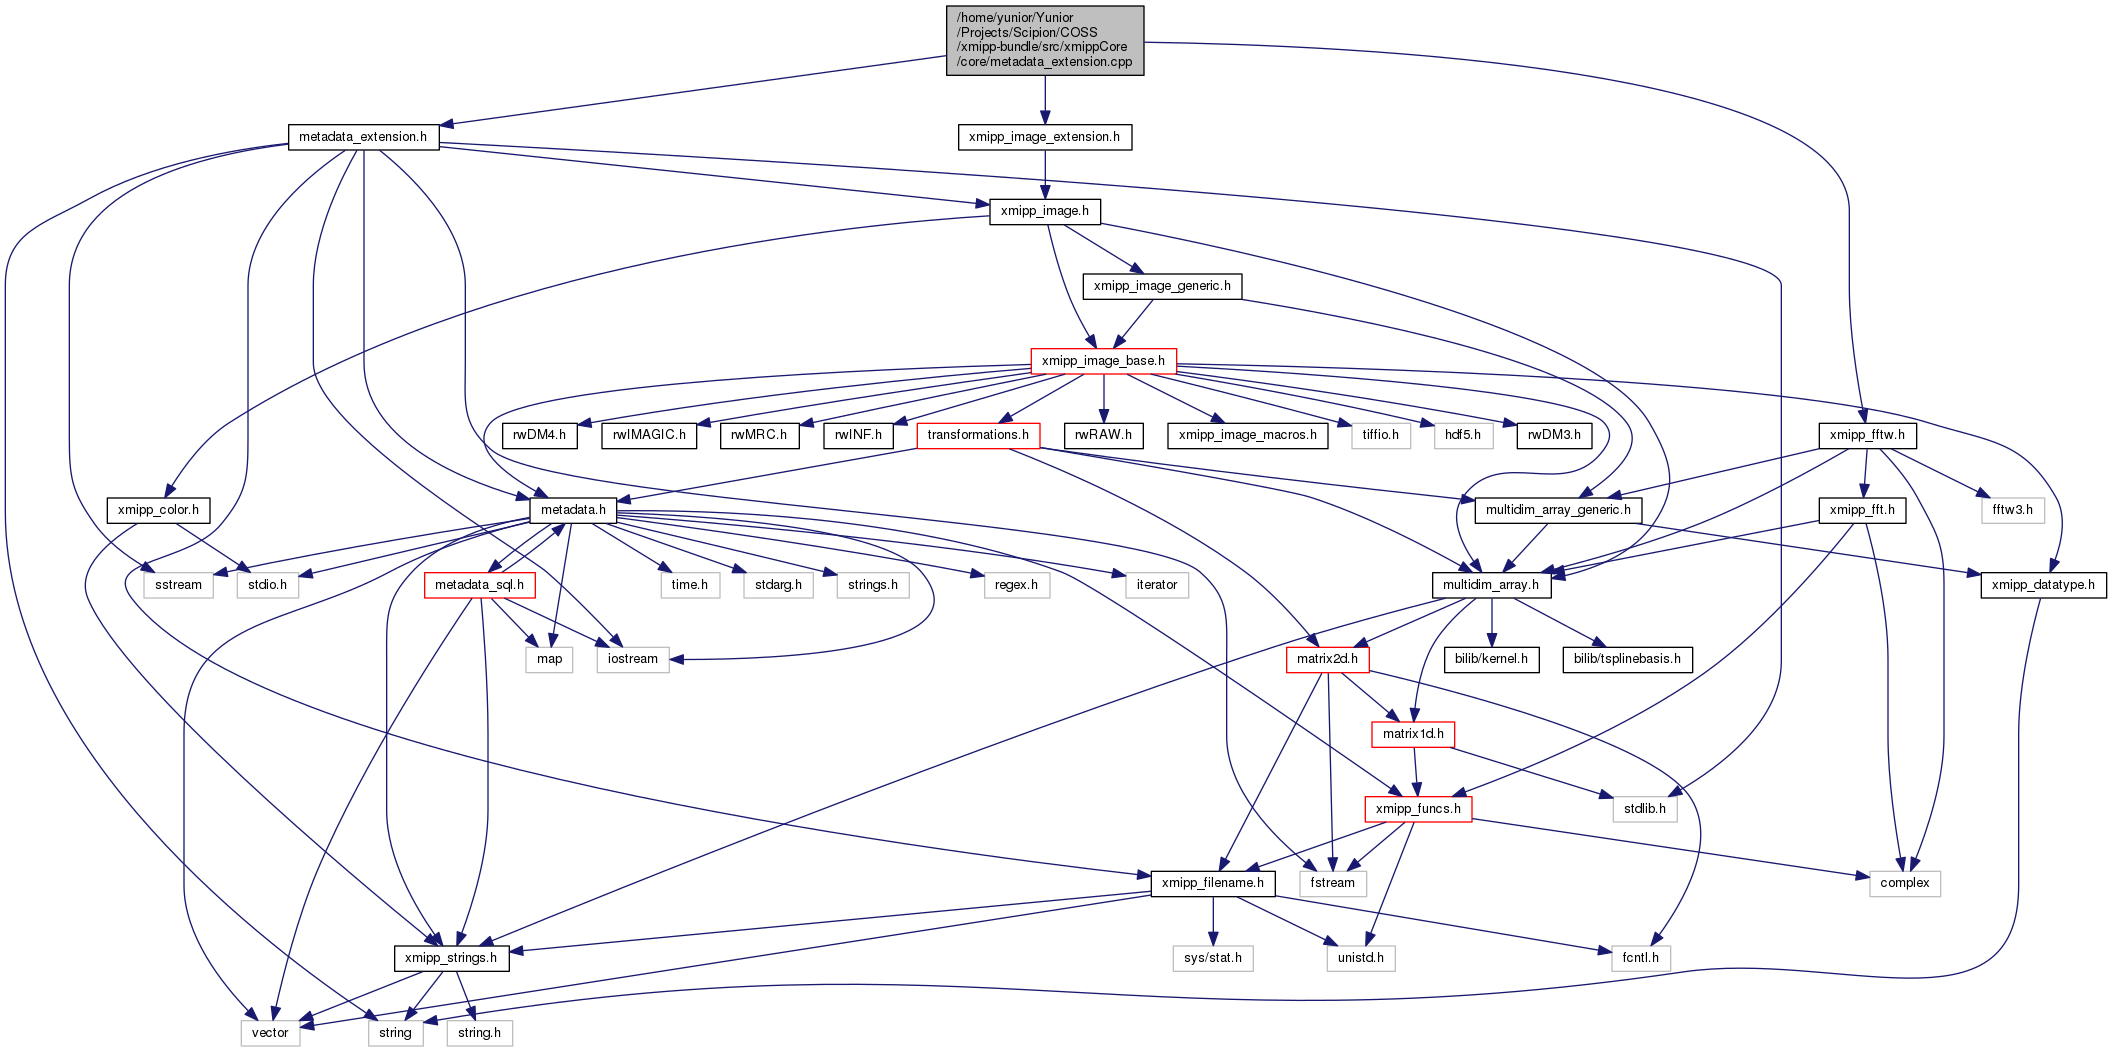 /home/yunior/Yunior
/Projects/Scipion/COSS
/xmipp-bundle/src/xmippCore
/core/metadata_extension.cpp
metadata_extension.h
xmipp_image_extension.h
xmipp_image.h
xmipp_image_generic.h
xmipp_image_base.h
rwDM4.h
rwIMAGIC.h
rwMRC.h
rwINF.h
transformations.h
rwRAW.h
xmipp_image_macros.h
tiffio.h
hdf5.h
rwDM3.h
xmipp_fftw.h
xmipp_color.h
metadata.h
multidim_array_generic.h
xmipp_fft.h
fftw3.h
sstream
stdio.h
metadata_sql.h
time.h
stdarg.h
strings.h
regex.h
iterator
multidim_array.h
xmipp_datatype.h
map
iostream
matrix2d.h
bilib/kernel.h
bilib/tsplinebasis.h
matrix1d.h
xmipp_funcs.h
stdlib.h
xmipp_filename.h
fstream
complex
xmipp_strings.h
sys/stat.h
unistd.h
fcntl.h
vector
string
string.h